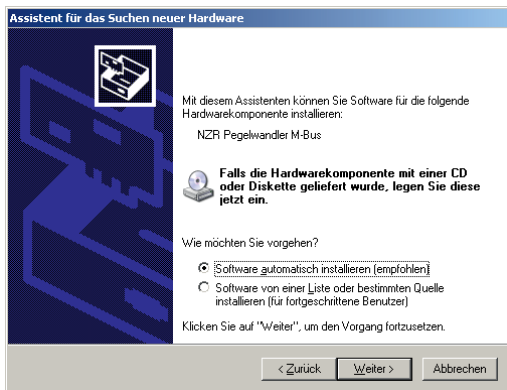 Assistent für das Suchen neuer Hardware
Mit diesem Assistenten können Sie Software für die folgende
Hardwarekomponente installieren:
NZR Pegelwandler M-Bus
Falls die Hardwarekomponente mit einer CD
oder Diskette geliefert wurde, legen Sie diese
jetzt ein.
Wie möchten Sie vorgehen?
Software automatisch installieren (empfohlen)
Software von einer Liste oder bestimmten Quelle
installieren (für fortgeschrittene Benutzer)
Klicken Sie auf "Weiter", um den Vorgang fortzusetzen.
< Zurück Weiter > Abbrechen